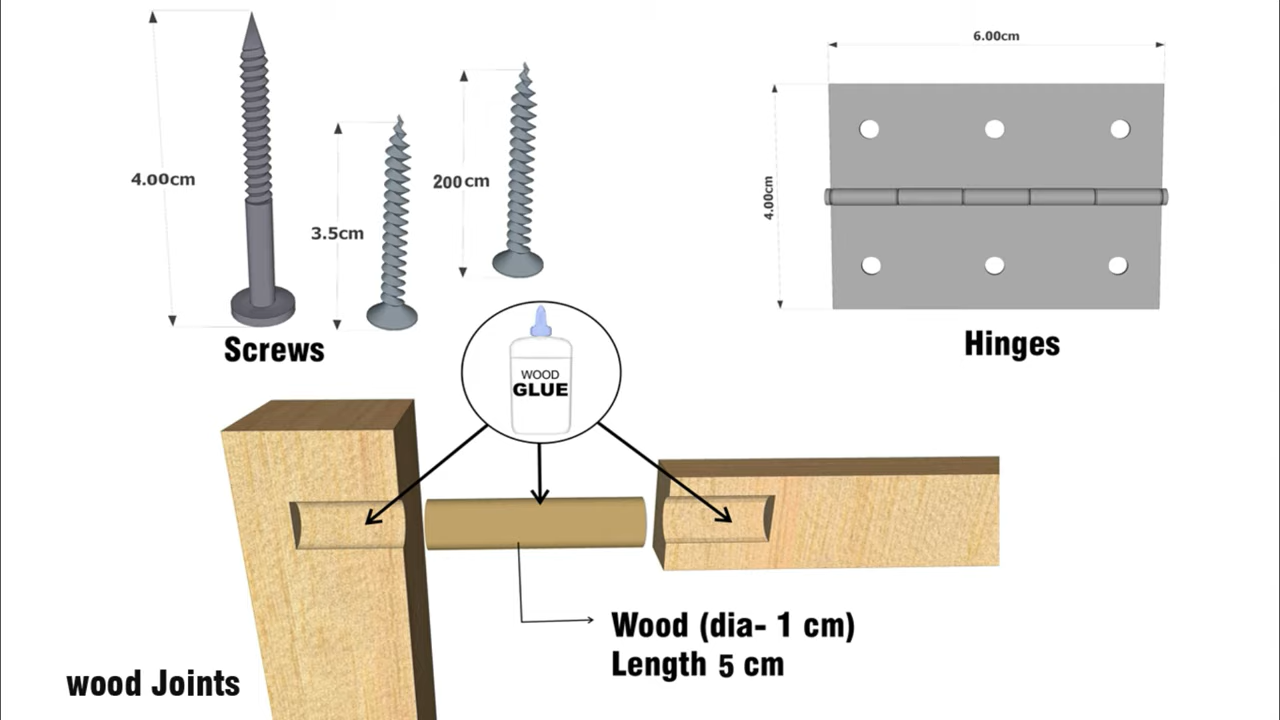 4.00cm
3.5cm
200cm
Screws
6.00cm
4.00cm
Hinges
WOOD
GLUE
Wood (dia- 1 cm)
Length 5 cm
wood Joints